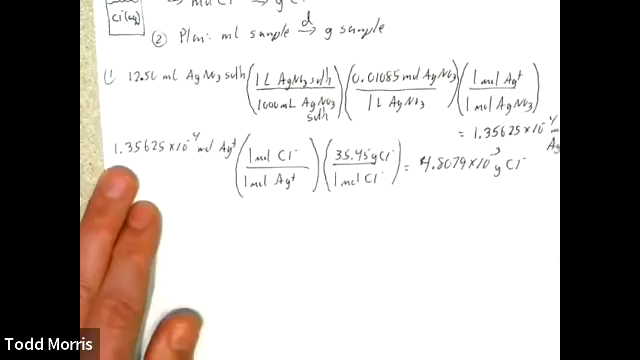 → mol Cl⁻ → g Cl⁻
Cl⁻(aq)
② Plan: mL sample →d g sample
① 12.50 mL AgNO₃ soln (1 L AgNO₃ soln / 1000 mL AgNO₃ soln) (0.01085 mol AgNO₃ / 1 L AgNO₃) (1 mol Ag⁺ / 1 mol AgNO₃)
= 1.35625 × 10⁻⁴ mol Ag
1.35625 × 10⁻⁴ mol Ag⁺ (1 mol Cl⁻ / 1 mol Ag⁺) (35.45 g Cl⁻ / 1 mol Cl⁻) = 4.8079 × 10⁻³ g Cl⁻
Todd Morris